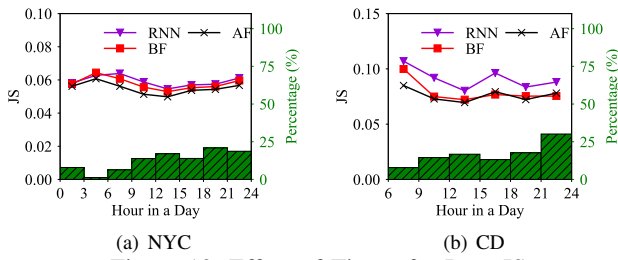 0.10
0.08
0.06
0.04
0.02
0.00
JS
RNN
BF
AF
100
75
50
25
0
Percentage (%)
0 3 6 9 12 15 18 21 24
Hour in a Day
(a) NYC
0.15
0.10
0.05
0.00
JS
RNN
BF
AF
100
75
50
25
0
Percentage (%)
6 9 12 15 18 21 24
Hour in a Day
(b) CD